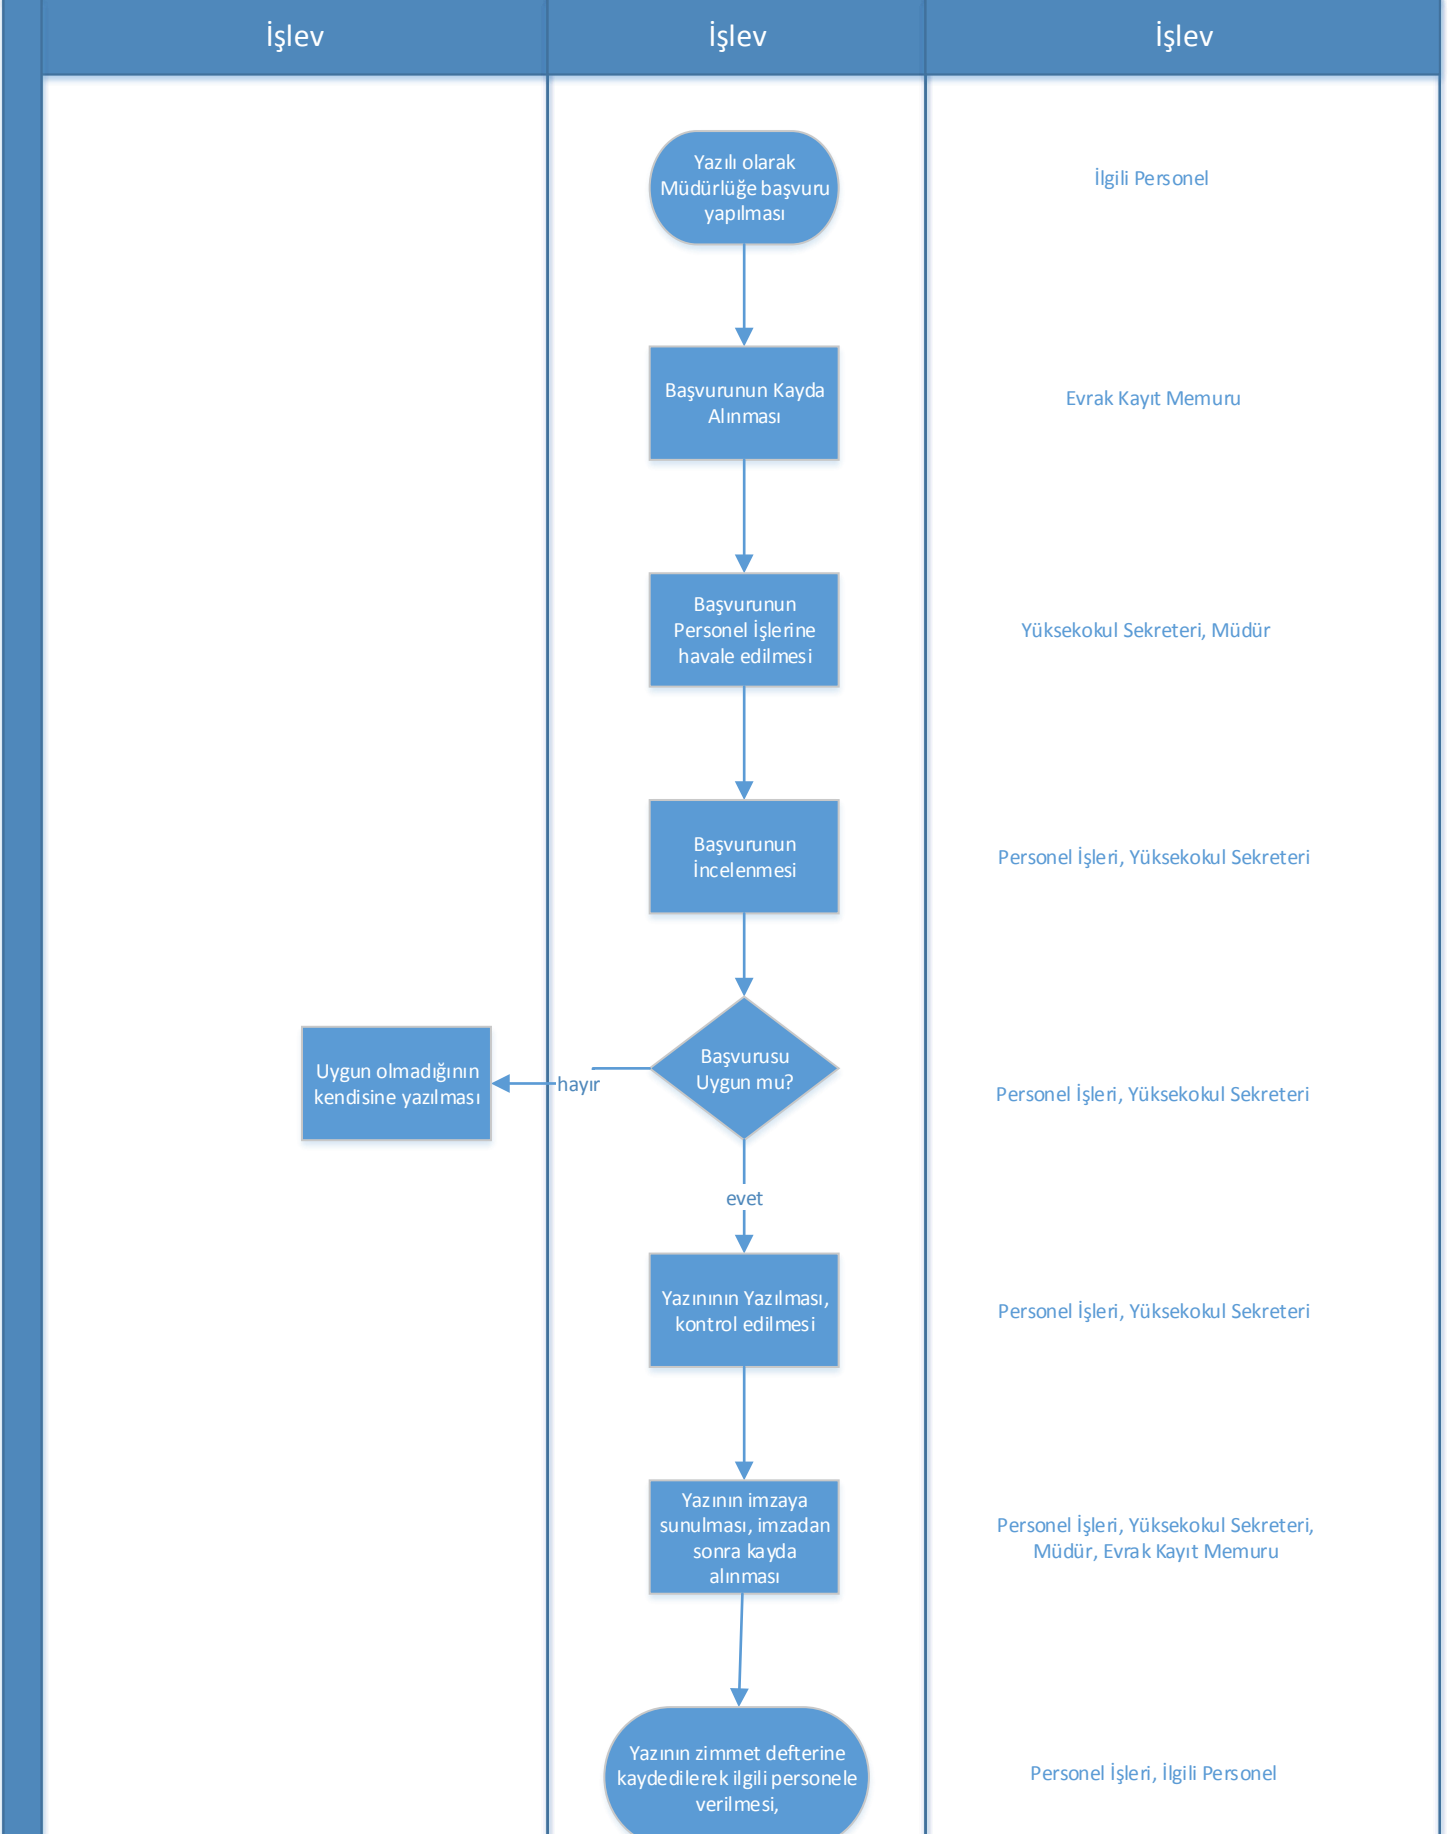 İşlev
İşlev
İşlev
Yazılı olarak
Müdürlüğe başvuru
yapılması
İlgili Personel
Başvurunun Kayda
Alınması
Evrak Kayıt Memuru
Başvurunun
Personel İşlerine
havale edilmesi
Yüksekokul Sekreteri, Müdür
Başvurunun
İncelenmesi
Personel İşleri, Yüksekokul Sekreteri
Uygun olmadığının
kendisine yazılması
hayır
Başvurusu
Uygun mu?
Personel İşleri, Yüksekokul Sekreteri
evet
Yazınının Yazılması,
kontrol edilmesi
Personel İşleri, Yüksekokul Sekreteri
Yazının imzaya
sunulması, imzadan
sonra kayda
alınması
Personel İşleri, Yüksekokul Sekreteri,
Müdür, Evrak Kayıt Memuru
Yazının zimmet defterine
kaydedilerek ilgili personele
verilmesi,
Personel İşleri, İlgili Personel